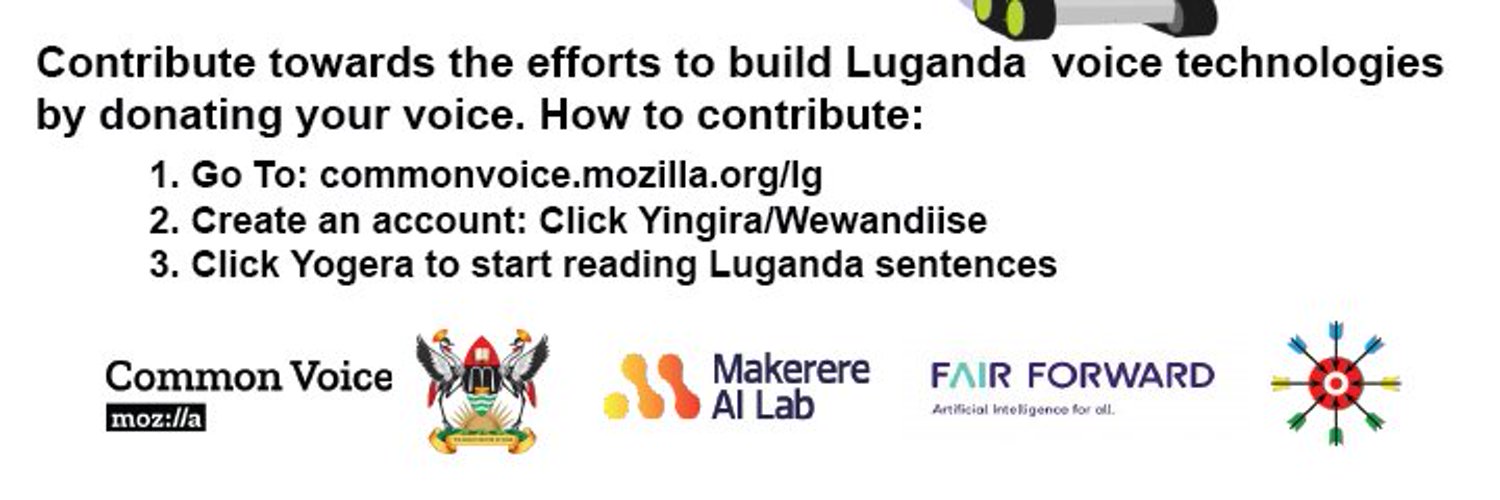 Contribute towards the efforts to build Luganda voice technologies
by donating your voice. How to contribute:
1. Go To: commonvoice.mozilla.org/lg
2. Create an account: Click Yingira/Wewandiise
3. Click Yogera to start reading Luganda sentences
Common Voice
moz://a
Makerere
AI Lab
FAIR FORWARD
Artificial Intelligence for all.